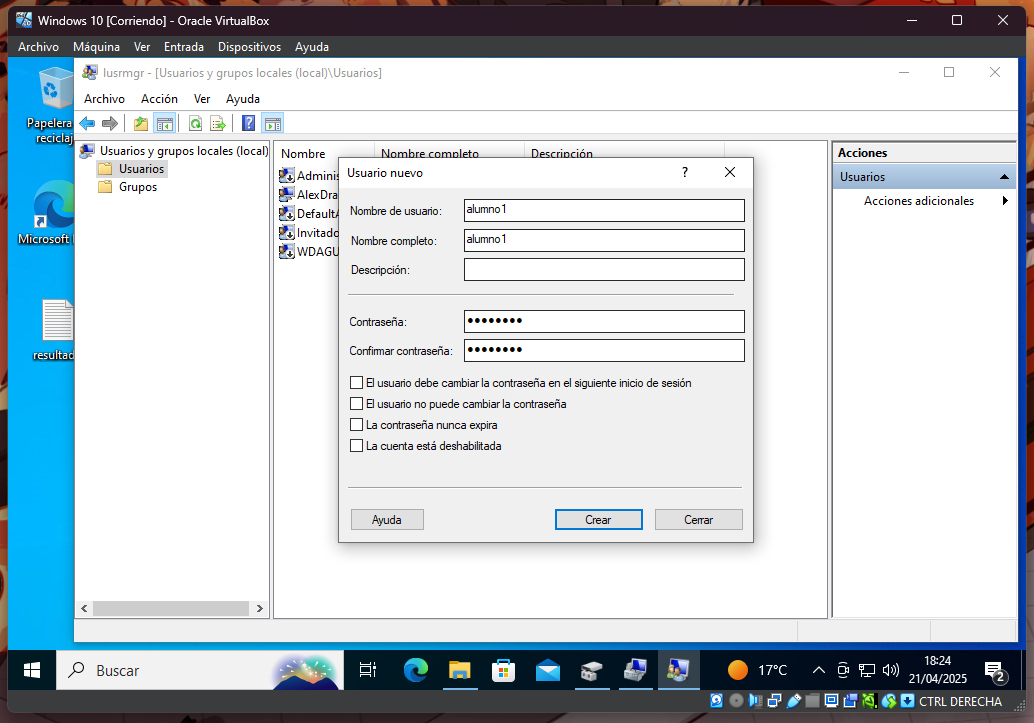 Windows 10 [Corriendo] - Oracle VirtualBox
Archivo Máquina Ver Entrada Dispositivos Ayuda
lusrmgr - [Usuarios y grupos locales (local)\Usuarios]
Archivo Acción Ver Ayuda
Papelera
reciclaj
Microsoft
resultad
Usuarios y grupos locales (local)
Usuarios
Grupos
Nombre Nombre completo Descripción
Adminis
AlexDra
DefaultA
Invitado
WDAGU
Acciones
Usuarios
Acciones adicionales
Usuario nuevo ?
Nombre de usuario: alumno1
Nombre completo: alumno1
Descripción:
Contraseña: ••••••••
Confirmar contraseña: ••••••••
El usuario debe cambiar la contraseña en el siguiente inicio de sesión
El usuario no puede cambiar la contraseña
La contraseña nunca expira
La cuenta está deshabilitada
Ayuda Crear Cerrar
Buscar
17°C
18:24
21/04/2025
2
CTRL DERECHA